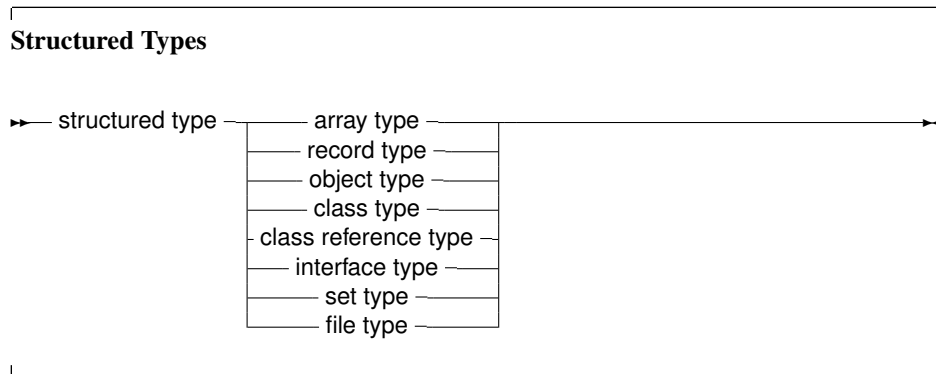 Structured Types
structured type array type
record type
object type
class type
class reference type
interface type
set type
file type